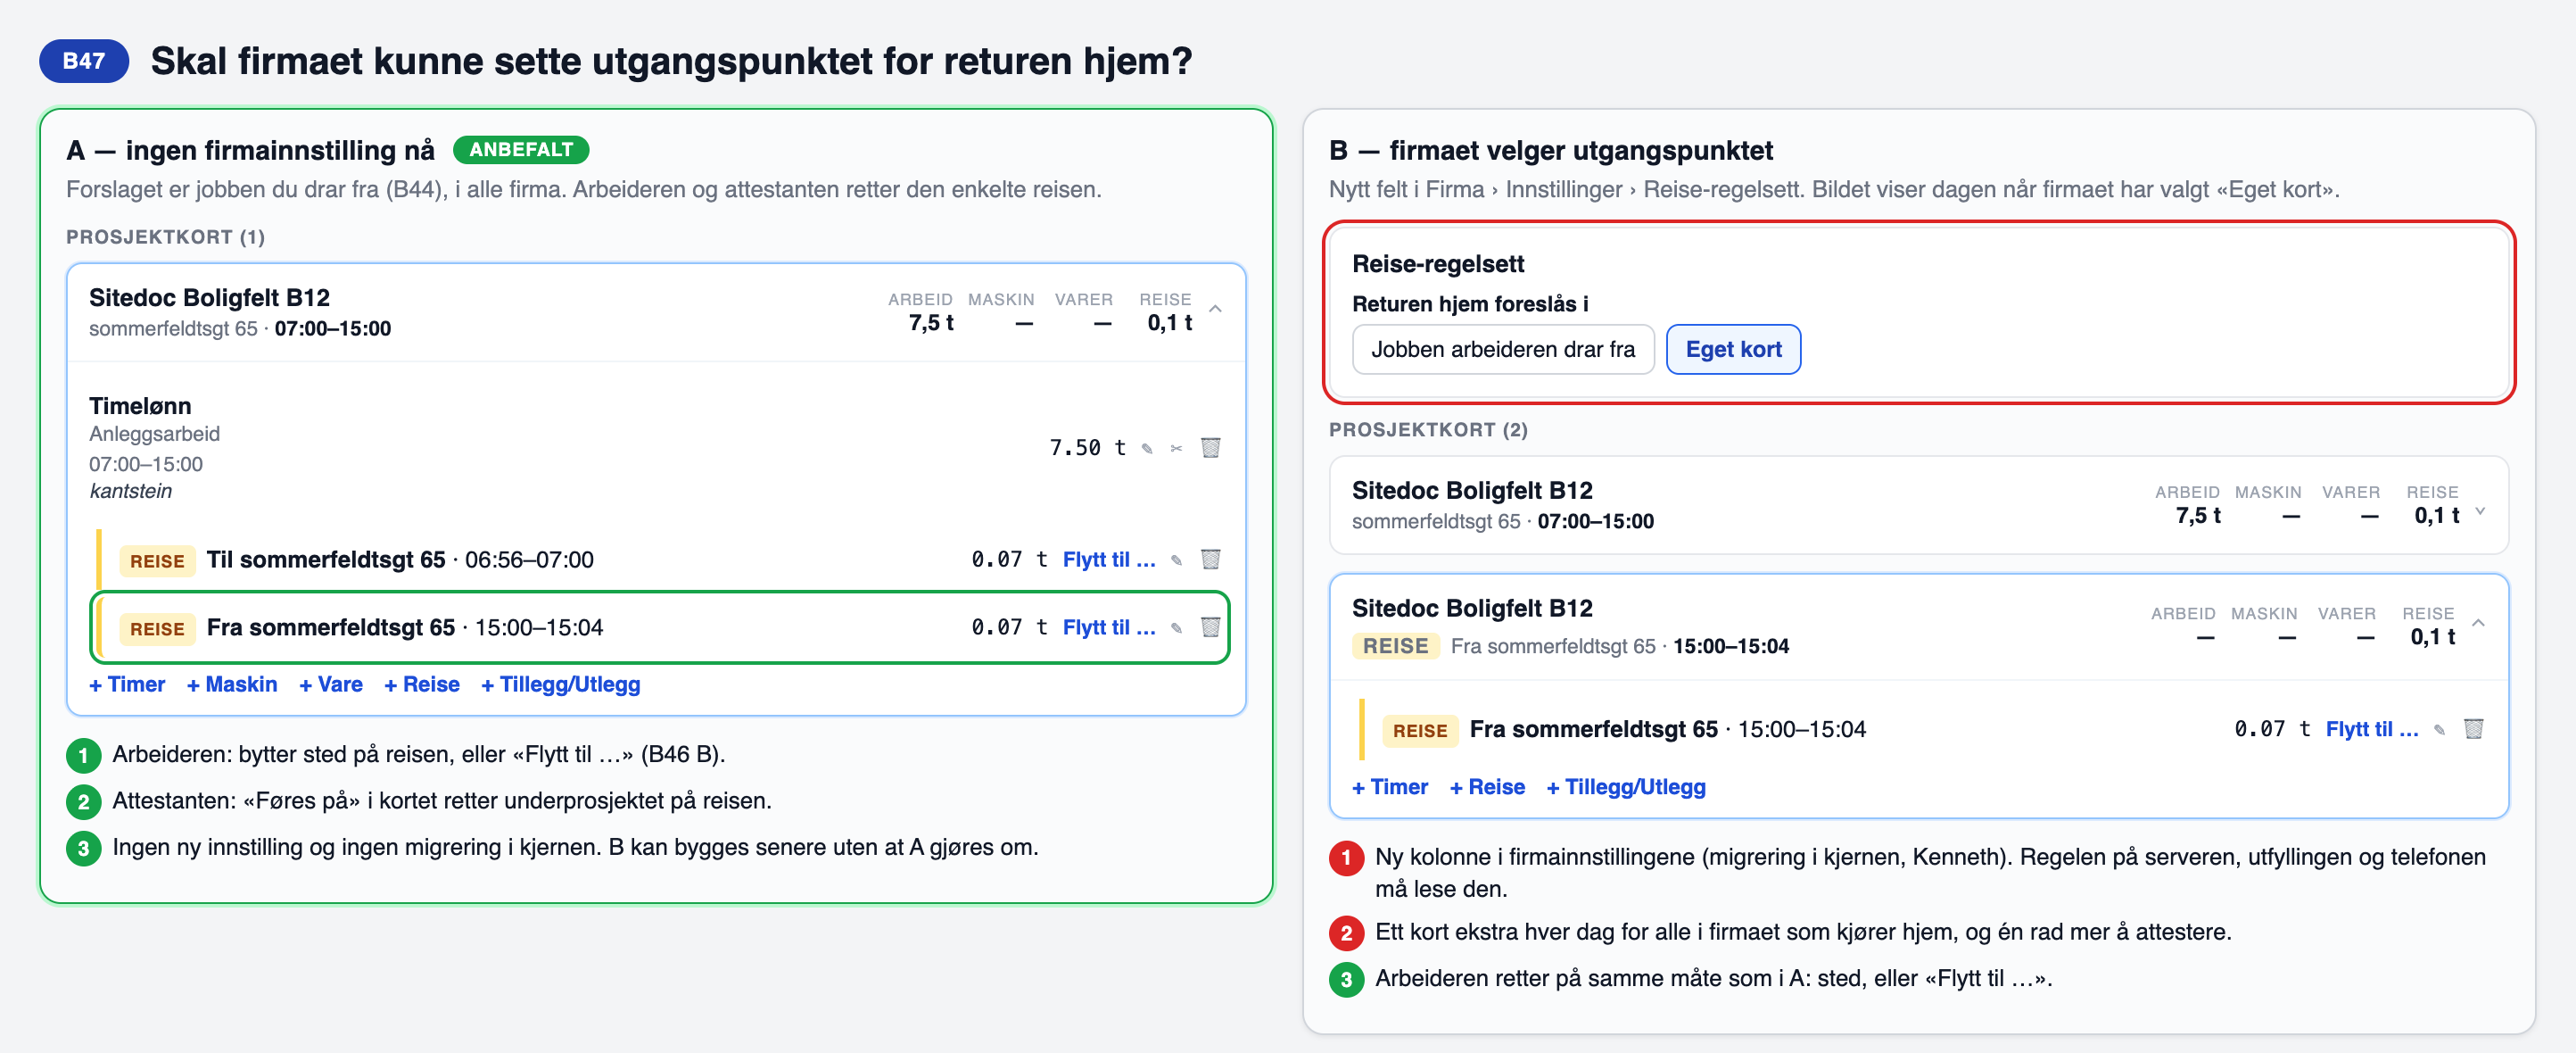 B47 Skal firmaet kunne sette utgangspunktet for returen hjem?
A — ingen firmainnstilling nå ANBEFALT
Forslaget er jobben du drar fra (B44), i alle firma. Arbeideren og attestanten retter den enkelte reisen.
PROSJEKTKORT (1)
Sitedoc Boligfelt B12
sommerfeldtsgt 65 · 07:00–15:00
ARBEID MASKIN VARER REISE
7,5 t — — 0,1 t
Timelønn
Anleggsarbeid
07:00–15:00
kantstein
7.50 t
REISE Til sommerfeldtsgt 65 · 06:56–07:00 0.07 t Flytt til …
REISE Fra sommerfeldtsgt 65 · 15:00–15:04 0.07 t Flytt til …
+ Timer + Maskin + Vare + Reise + Tillegg/Utlegg
1 Arbeideren: bytter sted på reisen, eller «Flytt til …» (B46 B).
2 Attestanten: «Føres på» i kortet retter underprosjektet på reisen.
3 Ingen ny innstilling og ingen migrering i kjernen. B kan bygges senere uten at A gjøres om.
B — firmaet velger utgangspunktet
Nytt felt i Firma › Innstillinger › Reise-regelsett. Bildet viser dagen når firmaet har valgt «Eget kort».
Reise-regelsett
Returen hjem foreslås i
Jobben arbeideren drar fra Eget kort
PROSJEKTKORT (2)
Sitedoc Boligfelt B12
sommerfeldtsgt 65 · 07:00–15:00
ARBEID MASKIN VARER REISE
7,5 t — — 0,1 t
Sitedoc Boligfelt B12
REISE Fra sommerfeldtsgt 65 · 15:00–15:04
ARBEID MASKIN VARER REISE
— — — 0,1 t
REISE Fra sommerfeldtsgt 65 · 15:00–15:04 0.07 t Flytt til …
+ Timer + Reise + Tillegg/Utlegg
1 Ny kolonne i firmainnstillingene (migrering i kjernen, Kenneth). Regelen på serveren, utfyllingen og telefonen
må lese den.
2 Ett kort ekstra hver dag for alle i firmaet som kjører hjem, og én rad mer å attestere.
3 Arbeideren retter på samme måte som i A: sted, eller «Flytt til …».